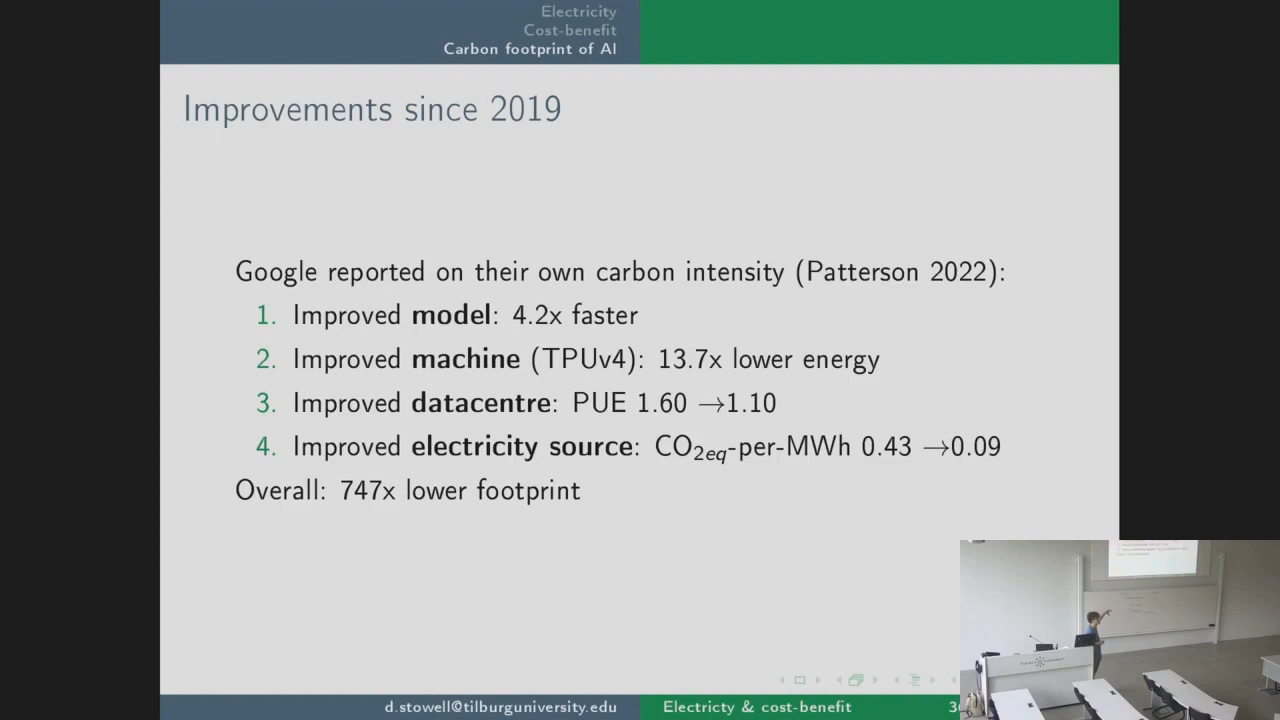 Electricity
Cost-benefit
Carbon footprint of AI
Improvements since 2019
Google reported on their own carbon intensity (Patterson 2022):
1. Improved model: 4.2x faster
2. Improved machine (TPUv4): 13.7x lower energy
3. Improved datacentre: PUE 1.60 →1.10
4. Improved electricity source: CO2eq-per-MWh 0.43 →0.09
Overall: 747x lower footprint
d.stowell@tilburguniversity.edu
Electricty & cost-benefit